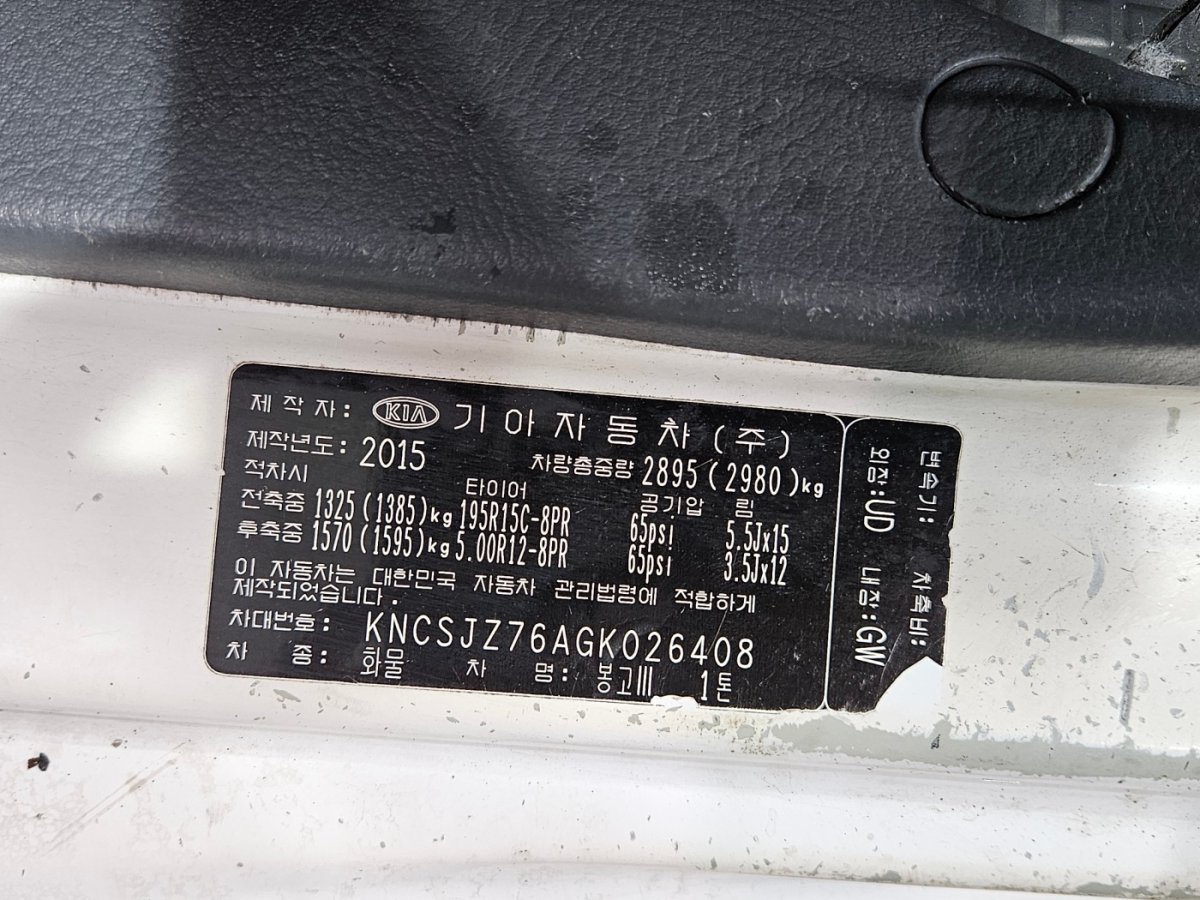 제 작 자: KIA 기아자동차(주)
제작년도: 2015 차량총중량 2895(2980)kg
적차시 타이어 공기압 림
전축중 1325(1385)kg 195R15C-8PR 65psi 5.5Jx15
후축중 1570(1595)kg 5.00R12-8PR 65psi 3.5Jx12
이 자동차는 대한민국 자동차 관리법령에 적합하게
제작되었습니다.
차대번호: KNCSJZ76AGK026408
차 종: 화물 차 명: 봉고Ⅲ 1톤
변속기: 차축비:
외장:UD 내장:GW